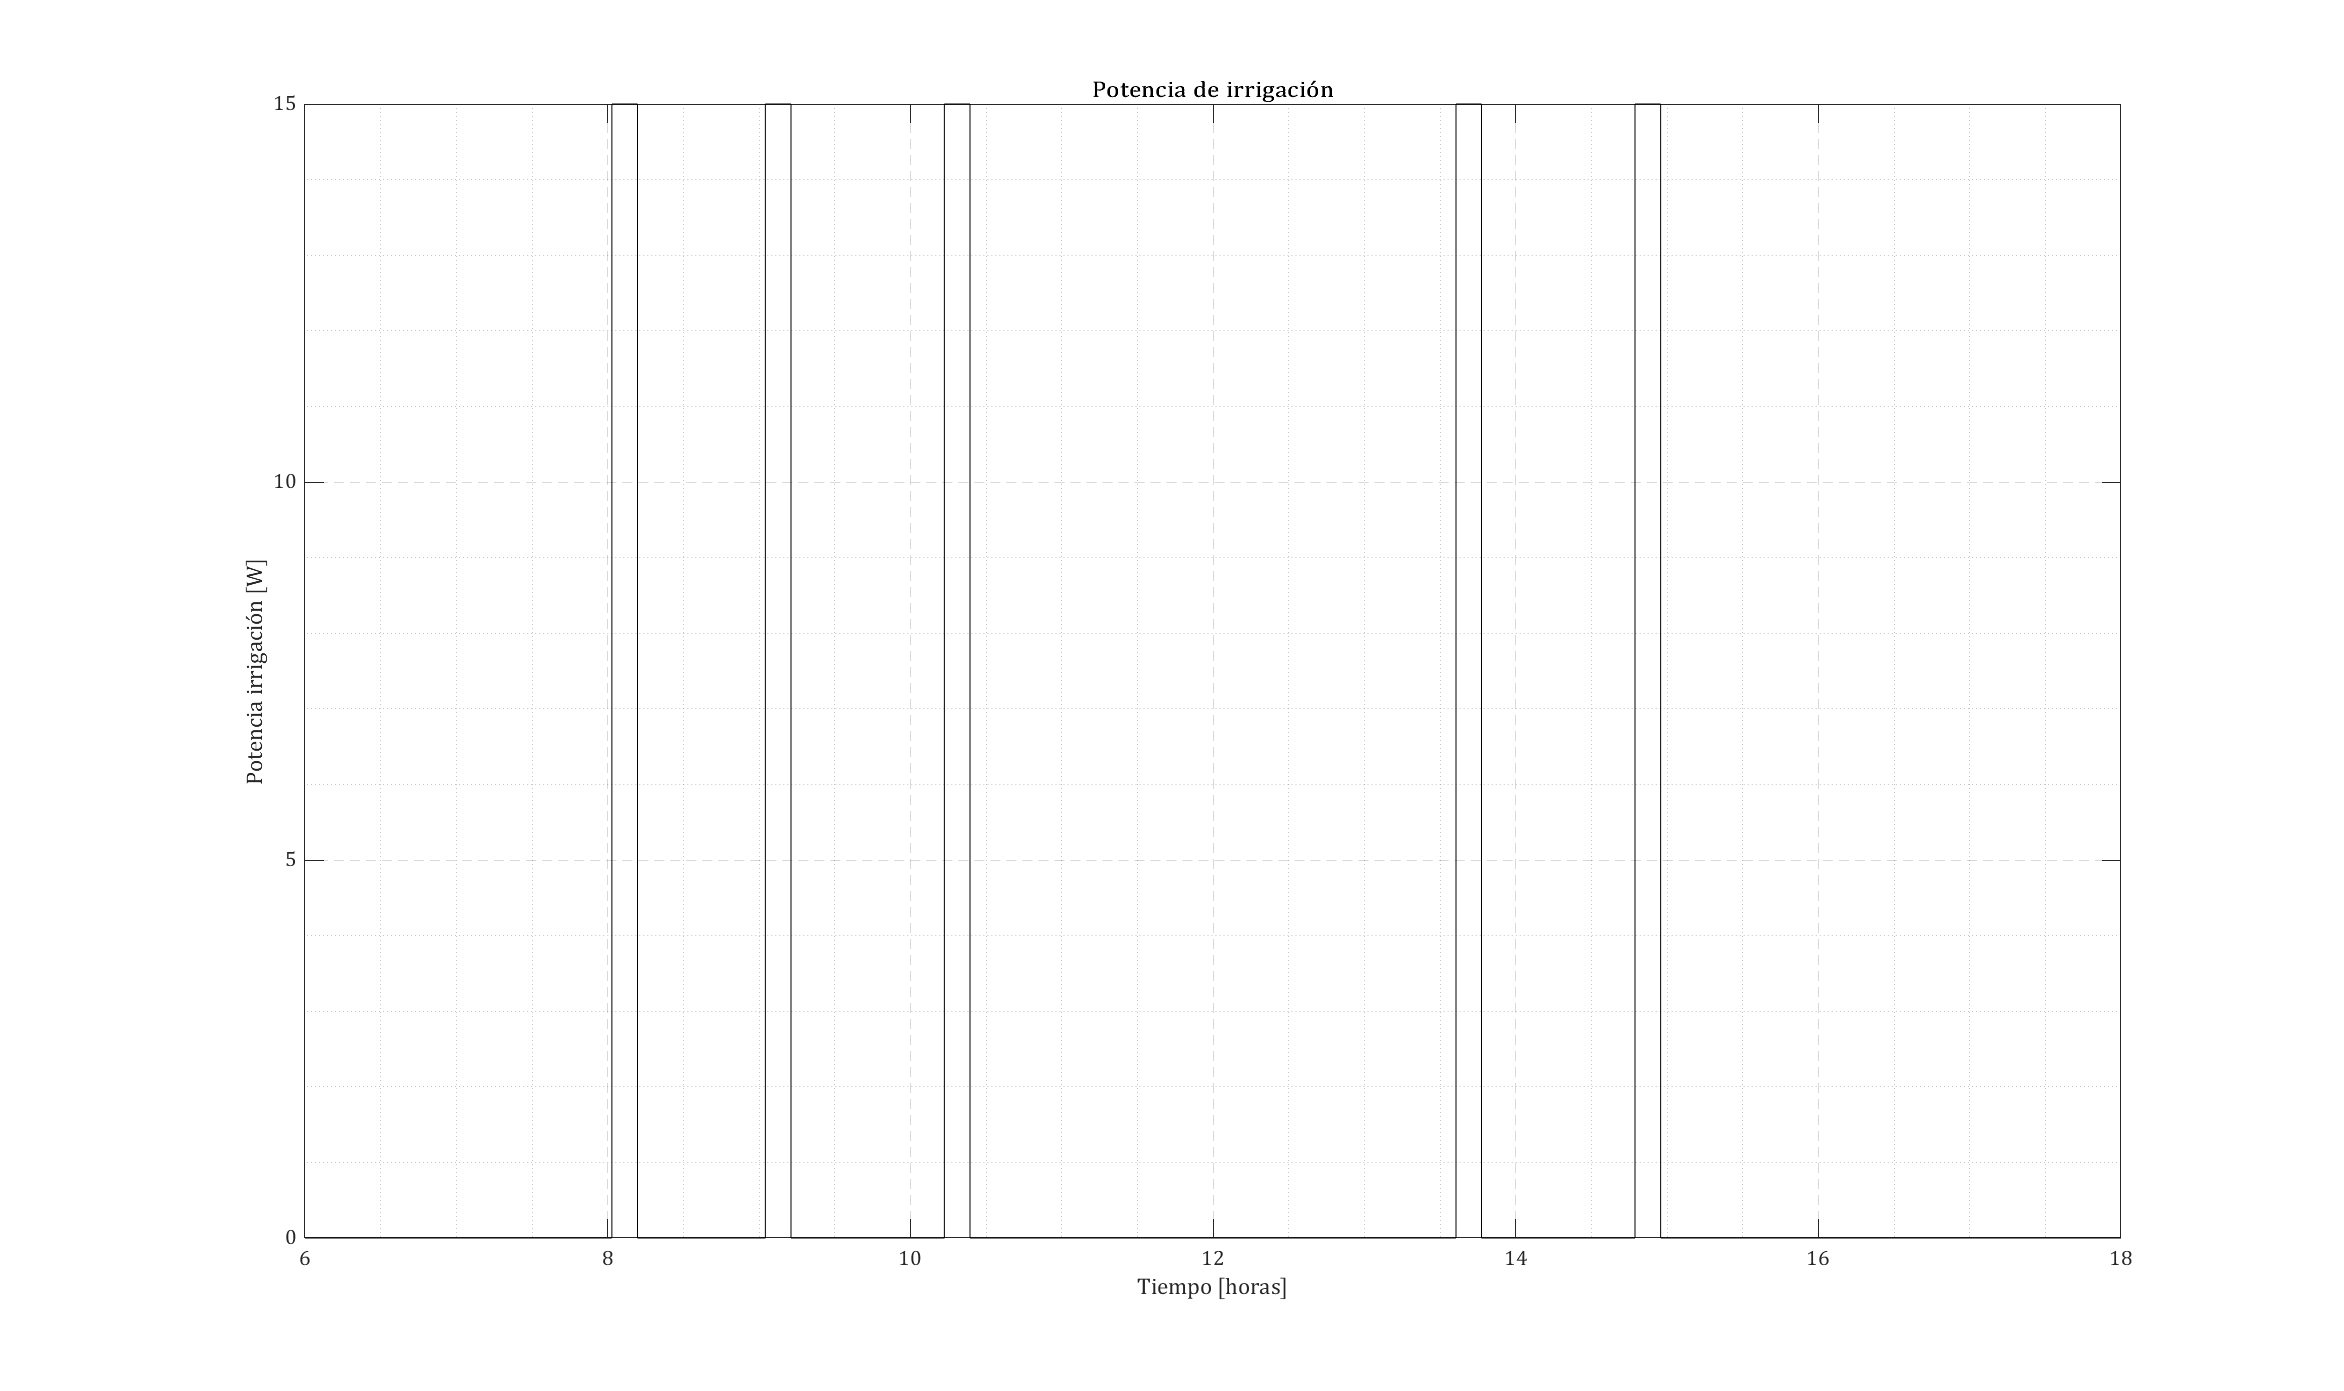 Potencia de irrigación
15
10
5
0
Potencia irrigación [W]
6 8 10 12 14 16 18
Tiempo [horas]